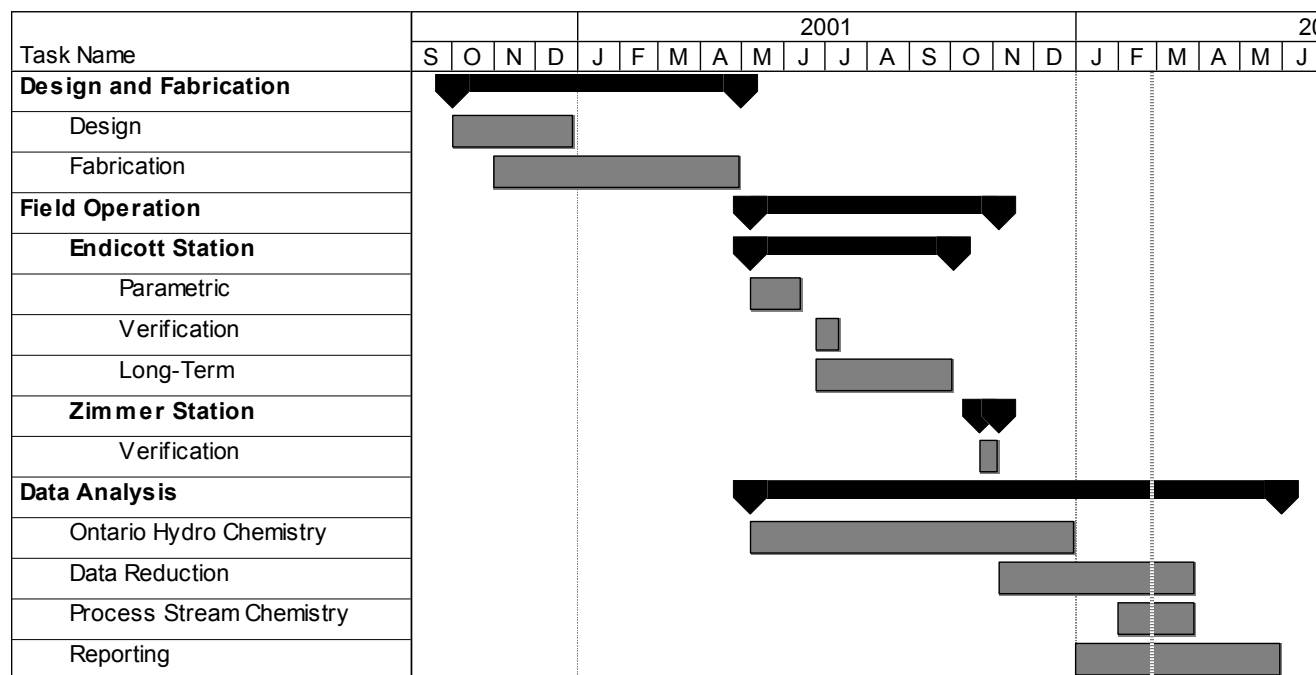 2001 20
Task Name S O N D J F M A M J J A S O N D J F M A M J
Design and Fabrication
Design
Fabrication
Field Operation
Endicott Station
Parametric
Verification
Long-Term
Zimmer Station
Verification
Data Analysis
Ontario Hydro Chemistry
Data Reduction
Process Stream Chemistry
Reporting